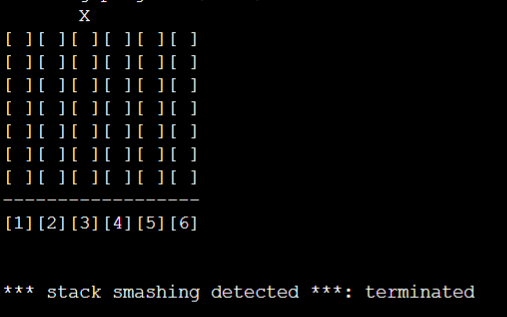 X
[ ][ ][ ][ ][ ][ ]
[ ][ ][ ][ ][ ][ ]
[ ][ ][ ][ ][ ][ ]
[ ][ ][ ][ ][ ][ ]
[ ][ ][ ][ ][ ][ ]
[ ][ ][ ][ ][ ][ ]
[ ][ ][ ][ ][ ][ ]
------------------
[1][2][3][4][5][6]
*** stack smashing detected ***: terminated